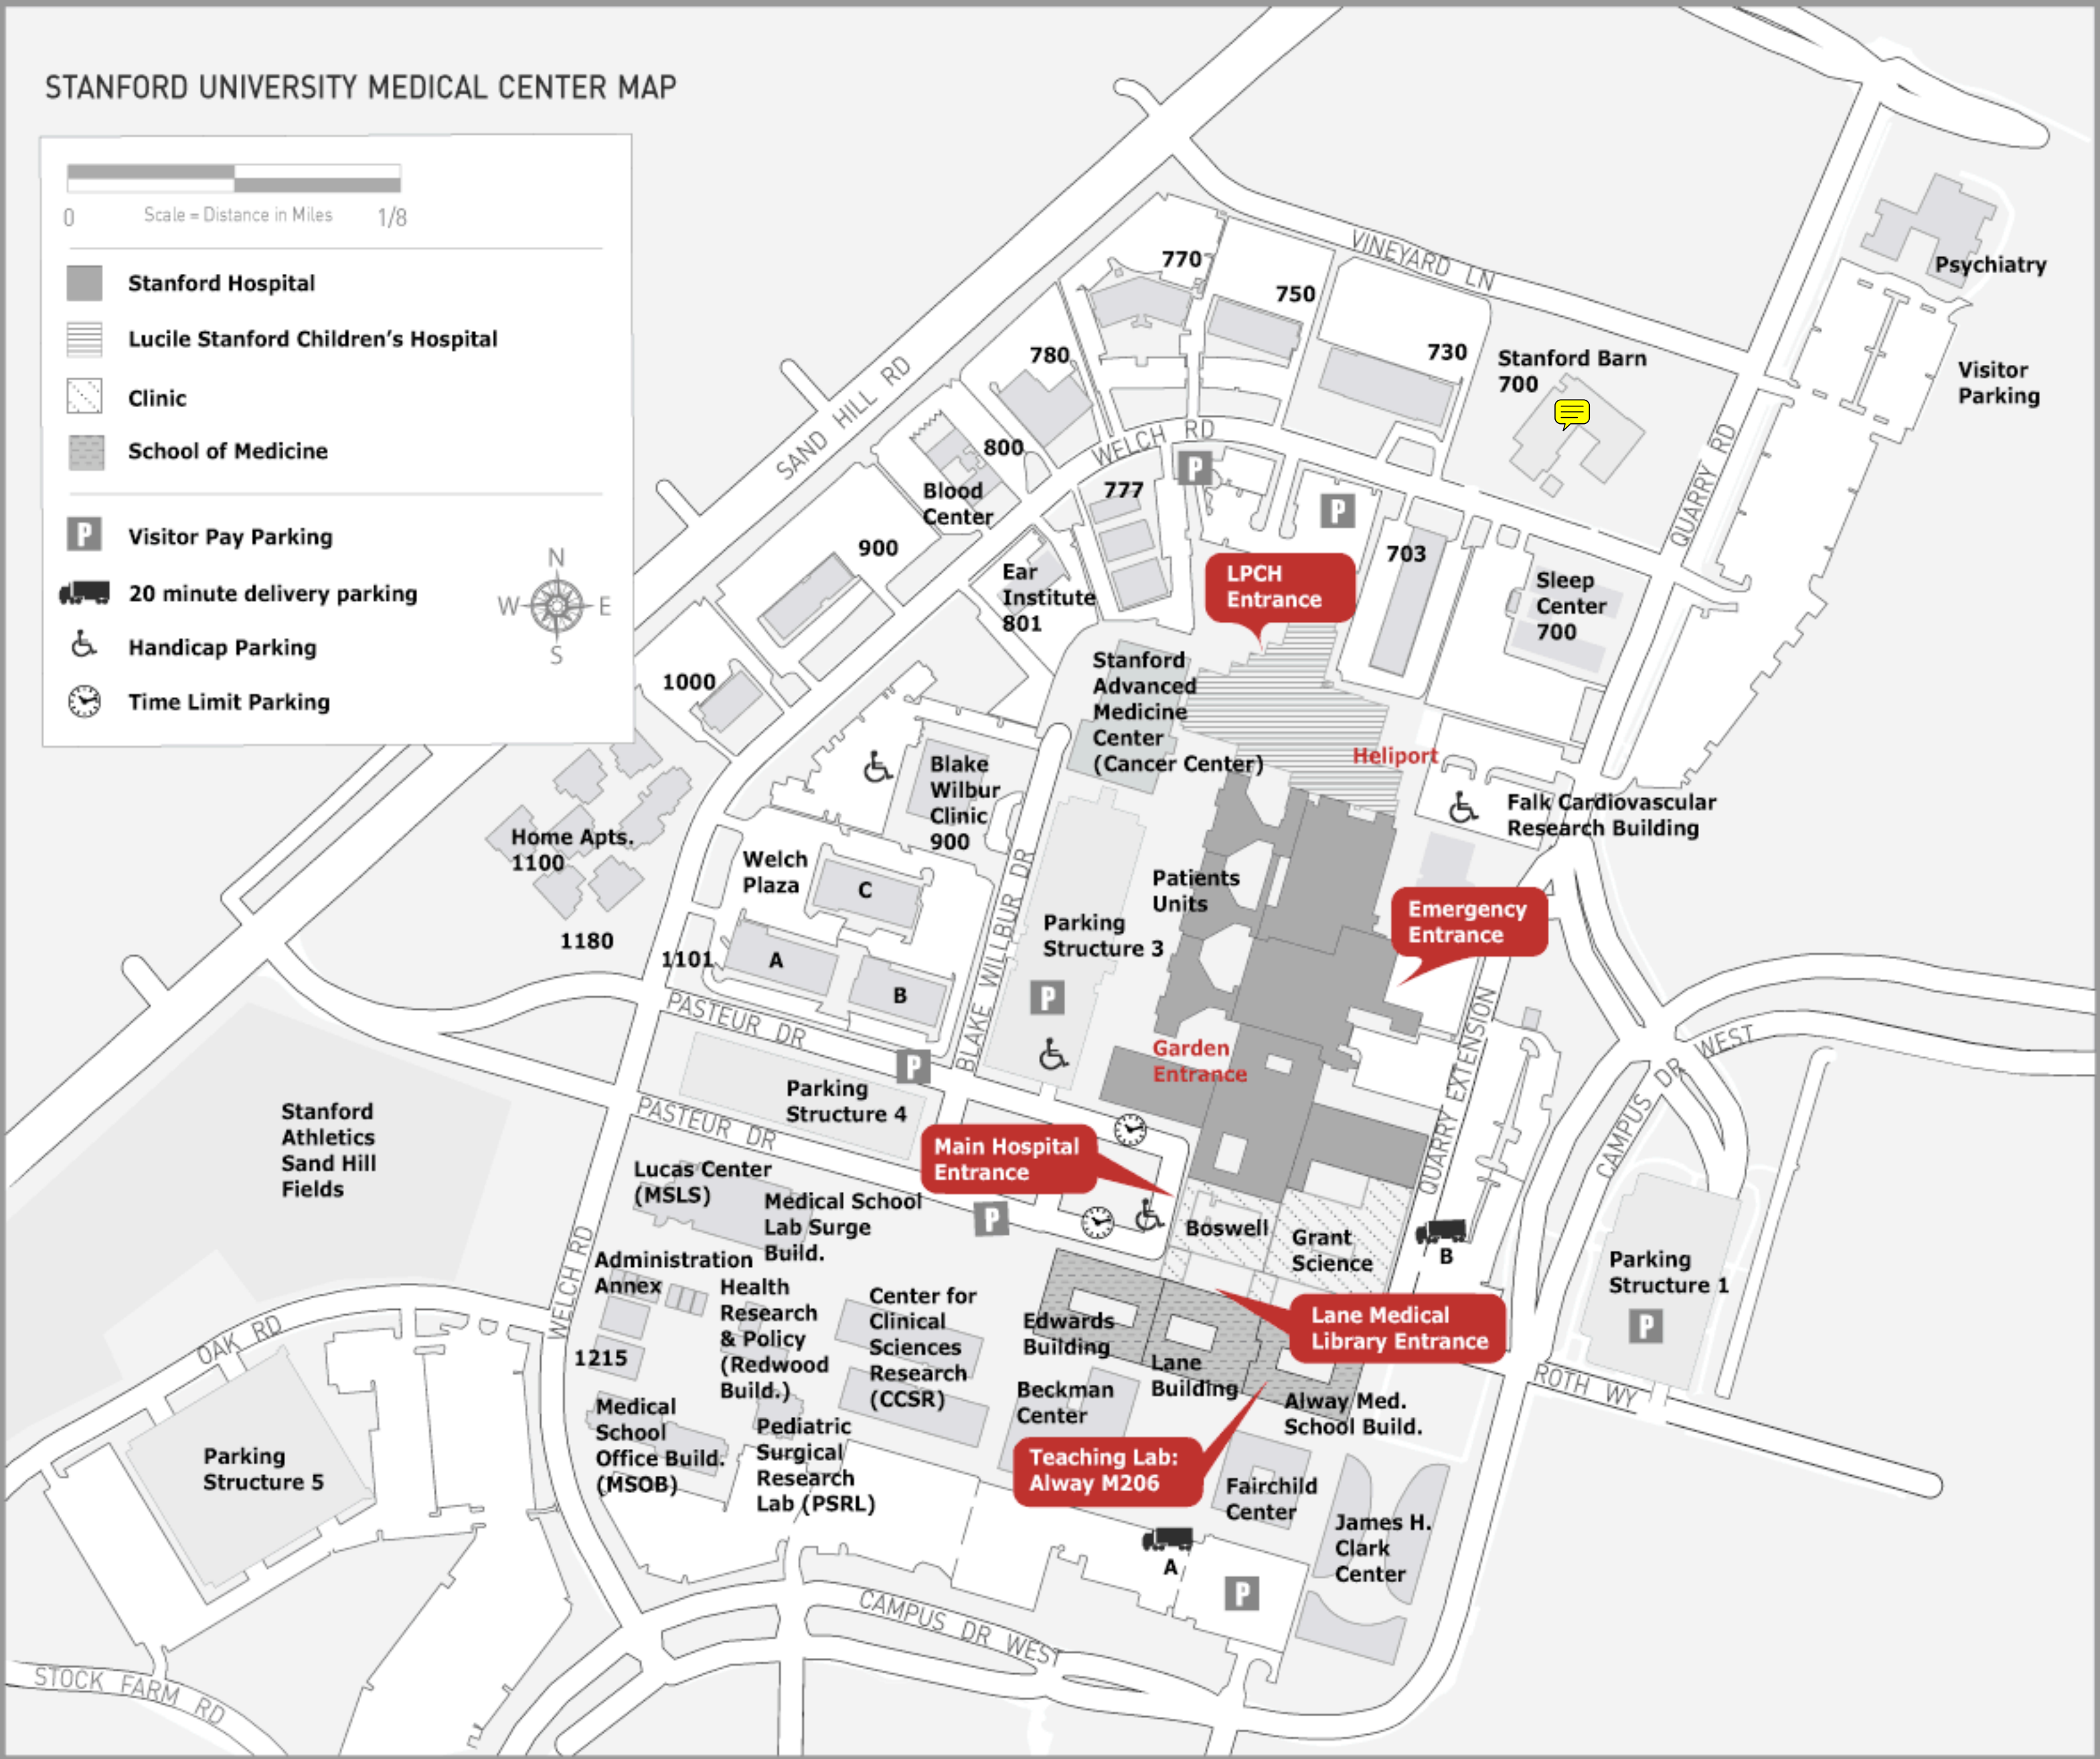 STANFORD UNIVERSITY MEDICAL CENTER MAP
0 Scale = Distance in Miles 1/8
Stanford Hospital
Lucile Stanford Children's Hospital
Clinic
School of Medicine
P Visitor Pay Parking
20 minute delivery parking
Handicap Parking
Time Limit Parking
N
W E
S
SAND HILL RD
VINEYARD LN
QUARRY RD
WELCH RD
770
750
730
780
800
777
703
900
1000
Psychiatry
Visitor
Parking
Stanford Barn
700
Blood
Center
P
P
Ear
Institute
801
LPCH
Entrance
Sleep
Center
700
Stanford
Advanced
Medicine
Center
(Cancer Center)
Heliport
Falk Cardiovascular
Research Building
Blake
Wilbur
Clinic
900
Home Apts.
1100
1180
Welch
Plaza
C
1101
A
B
Patients
Units
Parking
Structure 3
P
Emergency
Entrance
BLAKE WILLBUR DR
PASTEUR DR
P
Parking
Structure 4
PASTEUR DR
Garden
Entrance
QUARRY EXTENSION
CAMPUS DR WEST
Stanford
Athletics
Sand Hill
Fields
Main Hospital
Entrance
Lucas Center
(MSLS)
Medical School
Lab Surge
Build.
P
Boswell
Grant
Science
B
Parking
Structure 1
P
WELCH RD
Administration
Annex
1215
Health
Research
& Policy
(Redwood
Build.)
Center for
Clinical
Sciences
Research
(CCSR)
Edwards
Building
Lane
Building
Lane Medical
Library Entrance
Beckman
Center
Alway Med.
School Build.
ROTH WY
OAK RD
Parking
Structure 5
Medical
School
Office Build.
(MSOB)
Pediatric
Surgical
Research
Lab (PSRL)
Teaching Lab:
Alway M206
Fairchild
Center
James H.
Clark
Center
A
P
CAMPUS DR WEST
STOCK FARM RD